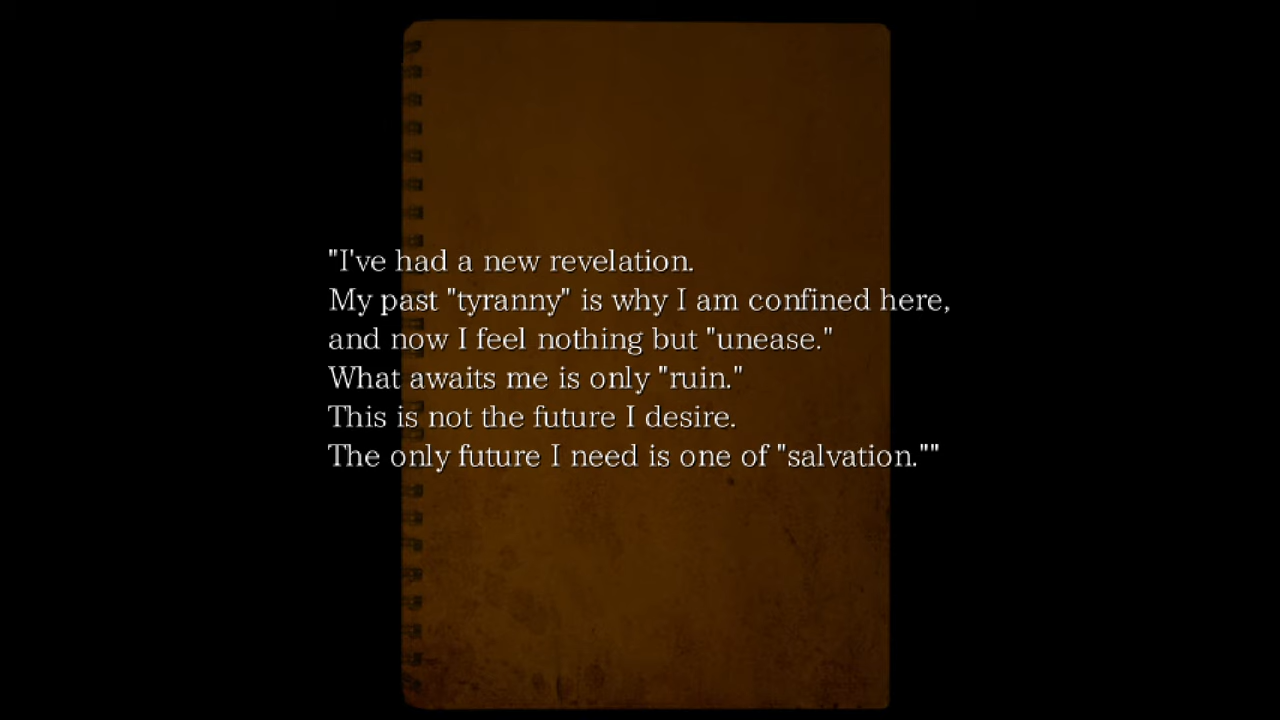 "I've had a new revelation.
My past "tyranny" is why I am confined here,
and now I feel nothing but "unease."
What awaits me is only "ruin."
This is not the future I desire.
The only future I need is one of "salvation.""